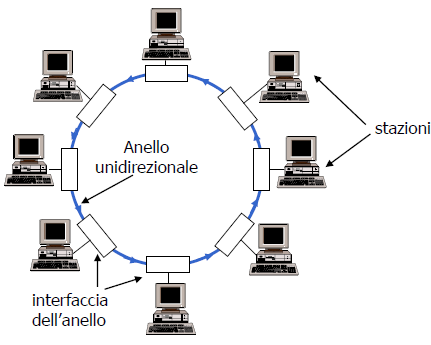 Anello
unidirezionale
stazioni
interfaccia
dell'anello